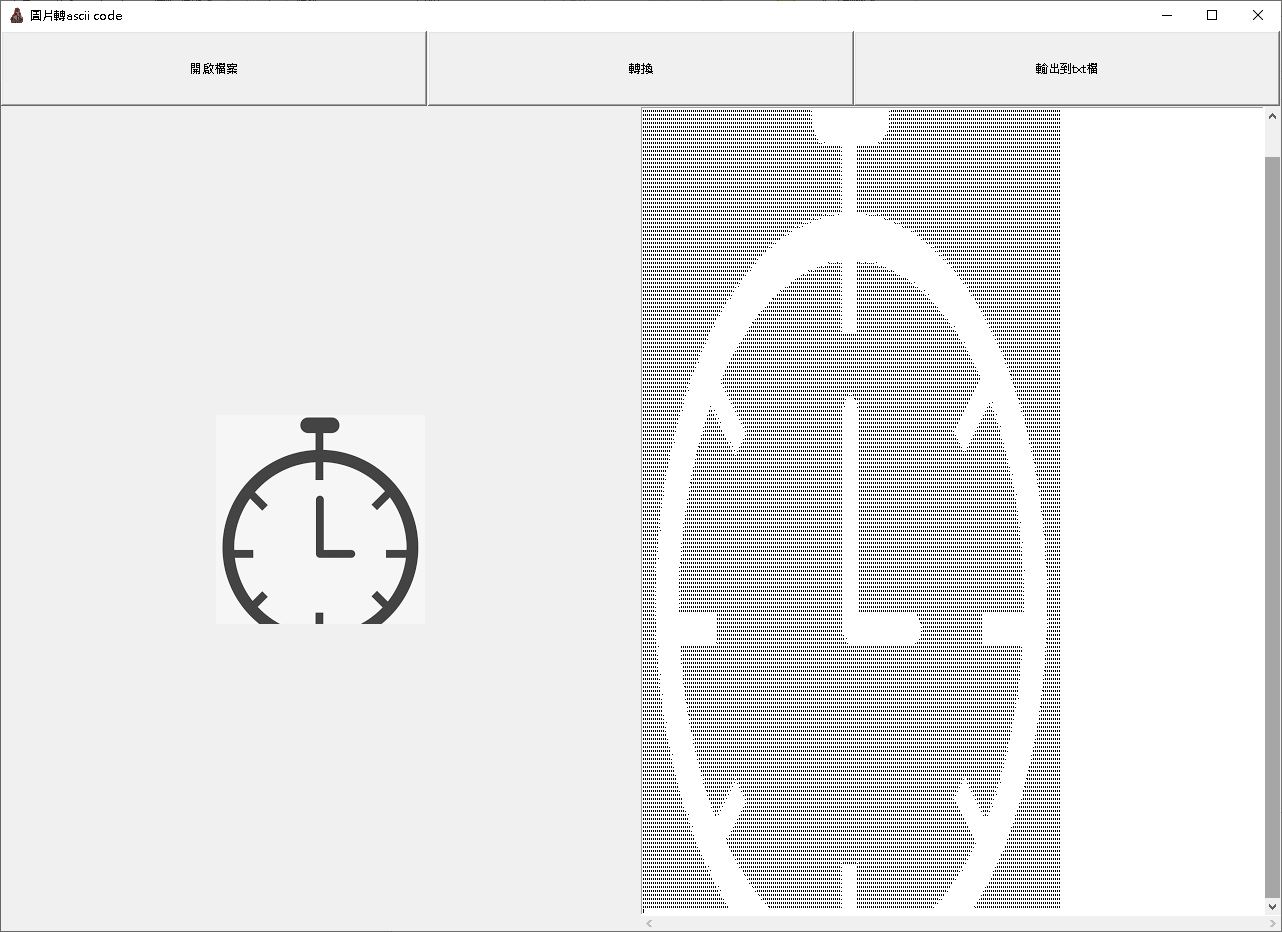 圖片轉ascii code
開啟檔案
轉換
輸出到txt檔